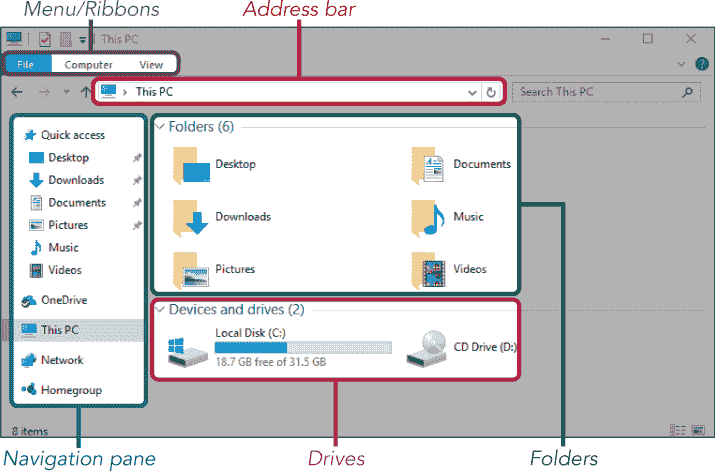 Menu/Ribbons
Address bar
This PC
File Computer View
This PC
Search This PC
Quick access
Desktop
Downloads
Documents
Pictures
Music
Videos
OneDrive
This PC
Network
Homegroup
Folders (6)
Desktop
Documents
Downloads
Music
Pictures
Videos
Devices and drives (2)
Local Disk (C:)
18.7 GB free of 31.5 GB
CD Drive (D:)
8 items
Navigation pane
Drives
Folders